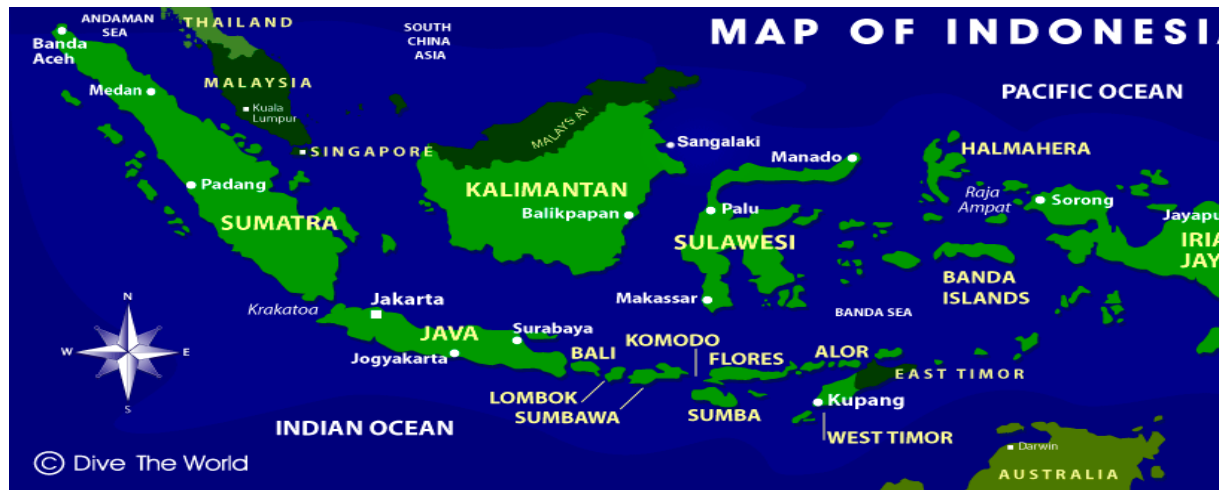 ANDAMAN
SEA
THAILAND
SOUTH
CHINA
ASIA
MAP OF INDONESIA
Banda
Aceh
MALAYSIA
PACIFIC OCEAN
Medan
Kuala
Lumpur
MALAYS AY
SINGAPORE
Sangalaki
Manado
HALMAHERA
Padang
KALIMANTAN
Raja
Ampat
Sorong
SUMATRA
Balikpapan
Palu
Jayapu
SULAWESI
IRIA
JAY
BANDA
ISLANDS
Krakatoa
Jakarta
Makassar
BANDA SEA
N
W
E
S
JAVA
Surabaya
KOMODO
Jogyakarta
BALI
FLORES
ALOR
EAST TIMOR
LOMBOK
SUMBAWA
SUMBA
Kupang
INDIAN OCEAN
WEST TIMOR
Darwin
AUSTRALIA
© Dive The World